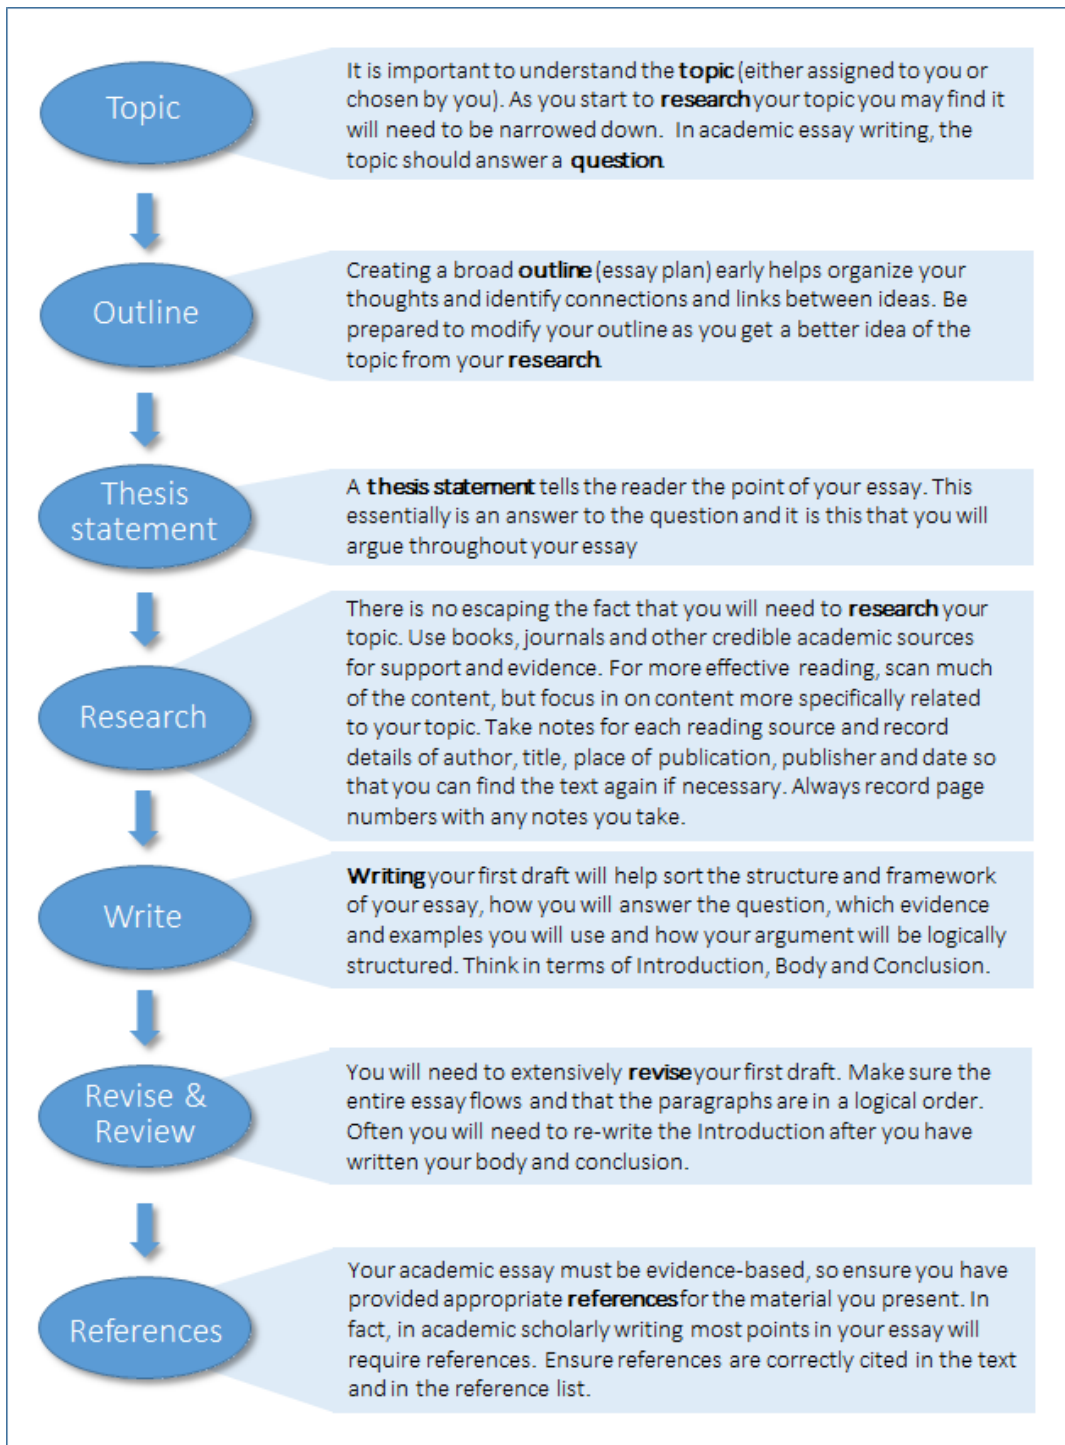 Topic
It is important to understand the topic (either assigned to you or
chosen by you). As you start to research your topic you may find it
will need to be narrowed down. In academic essay writing, the
topic should answer a question.
Outline
Creating a broad outline (essay plan) early helps organize your
thoughts and identify connections and links between ideas. Be
prepared to modify your outline as you get a better idea of the
topic from your research.
Thesis
statement
A thesis statement tells the reader the point of your essay. This
essentially is an answer to the question and it is this that you will
argue throughout your essay
Research
There is no escaping the fact that you will need to research your
topic. Use books, journals and other credible academic sources
for support and evidence. For more effective reading, scan much
of the content, but focus in on content more specifically related
to your topic. Take notes for each reading source and record
details of author, title, place of publication, publisher and date so
that you can find the text again if necessary. Always record page
numbers with any notes you take.
Write
Writing your first draft will help sort the structure and framework
of your essay, how you will answer the question, which evidence
and examples you will use and how your argument will be logically
structured. Think in terms of Introduction, Body and Conclusion.
Revise &
Review
You will need to extensively revise your first draft. Make sure the
entire essay flows and that the paragraphs are in a logical order.
Often you will need to re-write the Introduction after you have
written your body and conclusion.
References
Your academic essay must be evidence-based, so ensure you have
provided appropriate references for the material you present. In
fact, in academic scholarly writing most points in your essay will
require references. Ensure references are correctly cited in the text
and in the reference list.